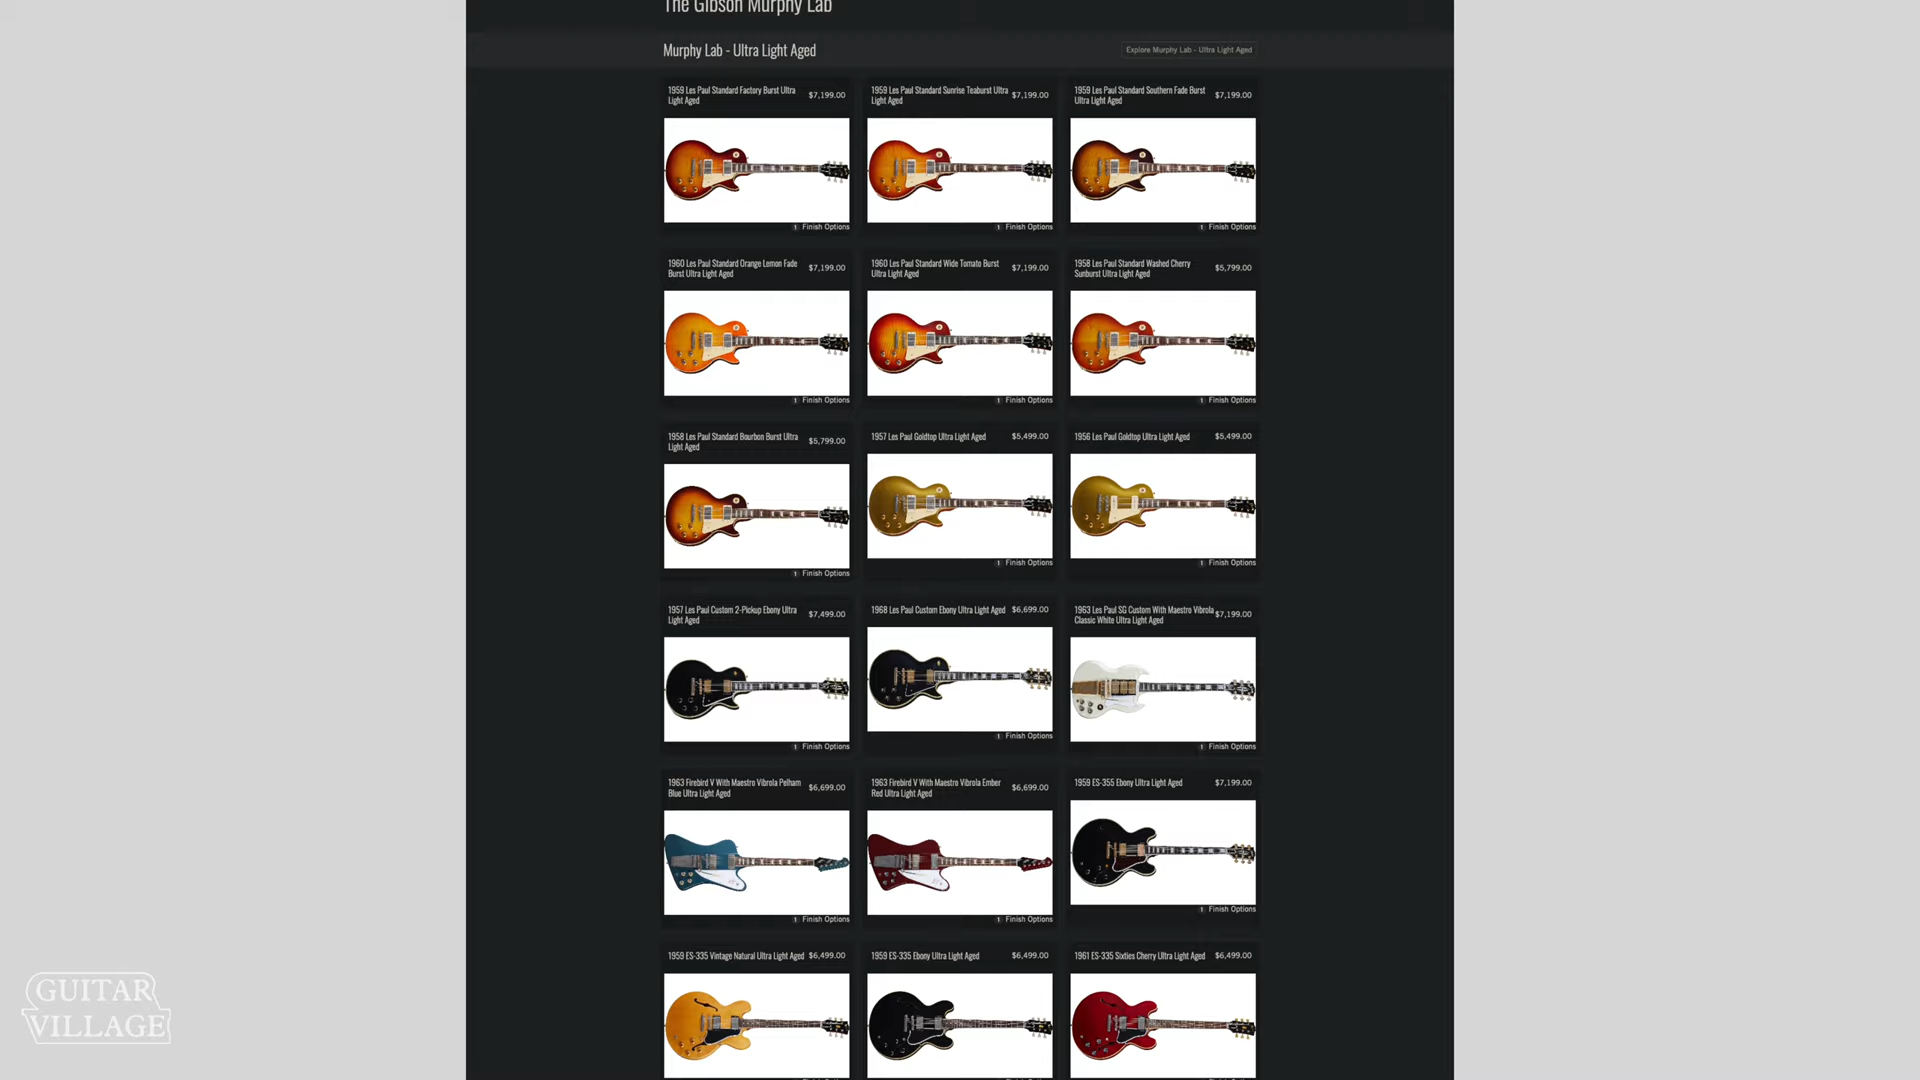 The Gibson Murphy Lab
Murphy Lab - Ultra Light Aged
Explore Murphy Lab - Ultra Light Aged
1959 Les Paul Standard Factory Burst Ultra
Light Aged
$7,199.00
1 Finish Options
1959 Les Paul Standard Sunrise Teaburst Ultra
Light Aged
$7,199.00
1 Finish Options
1959 Les Paul Standard Southern Fade Burst
Ultra Light Aged
$7,199.00
1 Finish Options
1960 Les Paul Standard Orange Lemon Fade
Burst Ultra Light Aged
$7,199.00
1 Finish Options
1960 Les Paul Standard Wide Tomato Burst
Ultra Light Aged
$7,199.00
1 Finish Options
1958 Les Paul Standard Washed Cherry
Sunburst Ultra Light Aged
$5,799.00
1 Finish Options
1958 Les Paul Standard Bourbon Burst Ultra
Light Aged
$5,799.00
1 Finish Options
1957 Les Paul Goldtop Ultra Light Aged
$5,499.00
1 Finish Options
1956 Les Paul Goldtop Ultra Light Aged
$5,499.00
1 Finish Options
1957 Les Paul Custom 2-Pickup Ebony Ultra
Light Aged
$7,499.00
1 Finish Options
1968 Les Paul Custom Ebony Ultra Light Aged
$6,699.00
1 Finish Options
1963 Les Paul SG Custom With Maestro Vibrola
Classic White Ultra Light Aged
$7,199.00
1 Finish Options
1963 Firebird V With Maestro Vibrola Pelham
Blue Ultra Light Aged
$6,699.00
1 Finish Options
1963 Firebird V With Maestro Vibrola Ember
Red Ultra Light Aged
$6,699.00
1 Finish Options
1959 ES-355 Ebony Ultra Light Aged
$7,199.00
1 Finish Options
1959 ES-335 Vintage Natural Ultra Light Aged
$6,499.00
1959 ES-335 Ebony Ultra Light Aged
$6,499.00
1961 ES-335 Sixties Cherry Ultra Light Aged
$6,499.00
GUITAR
VILLAGE